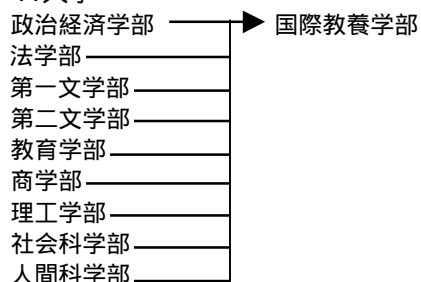 政治経済学部 国際教養学部
法学部
第一文学部
第二文学部
教育学部
商学部
理工学部
社会科学部
人間科学部